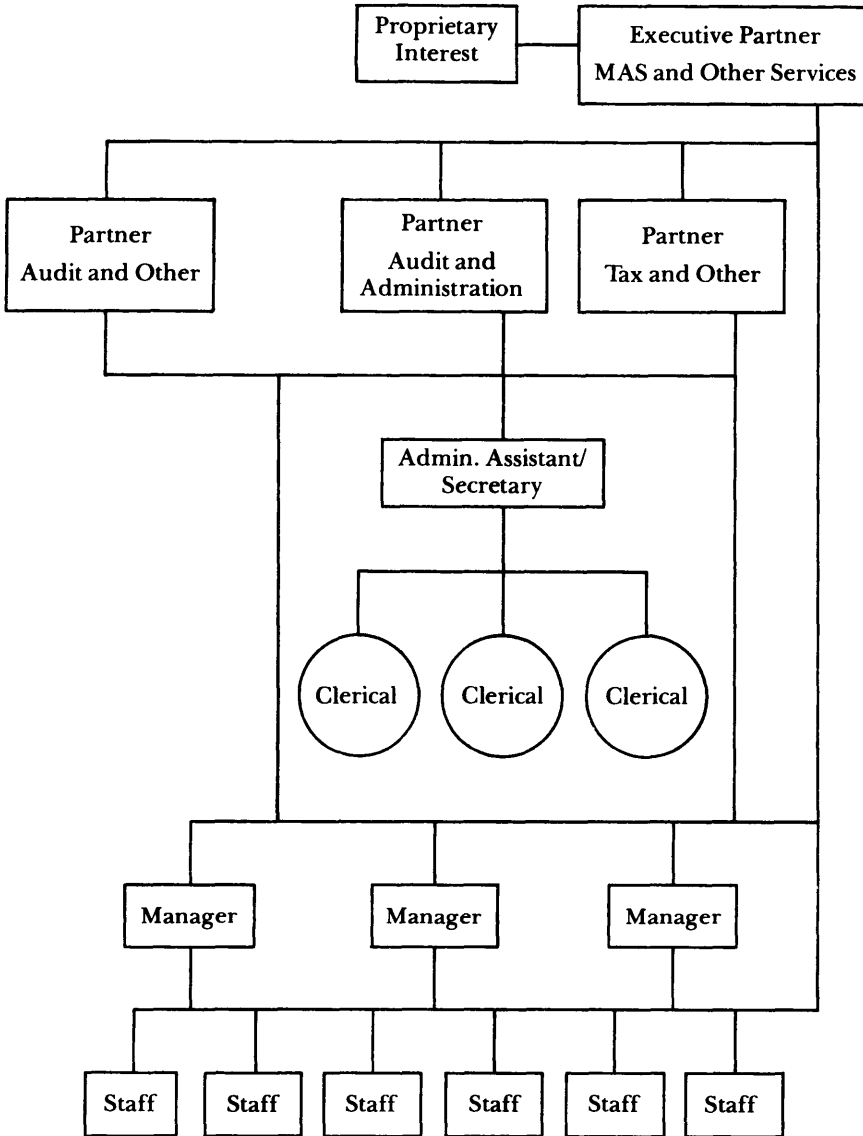 Proprietary
Interest
Executive Partner
MAS and Other Services
Partner
Audit and Other
Partner
Audit and
Administration
Partner
Tax and Other
Admin. Assistant/
Secretary
Clerical
Clerical
Clerical
Manager
Manager
Manager
Staff
Staff
Staff
Staff
Staff
Staff